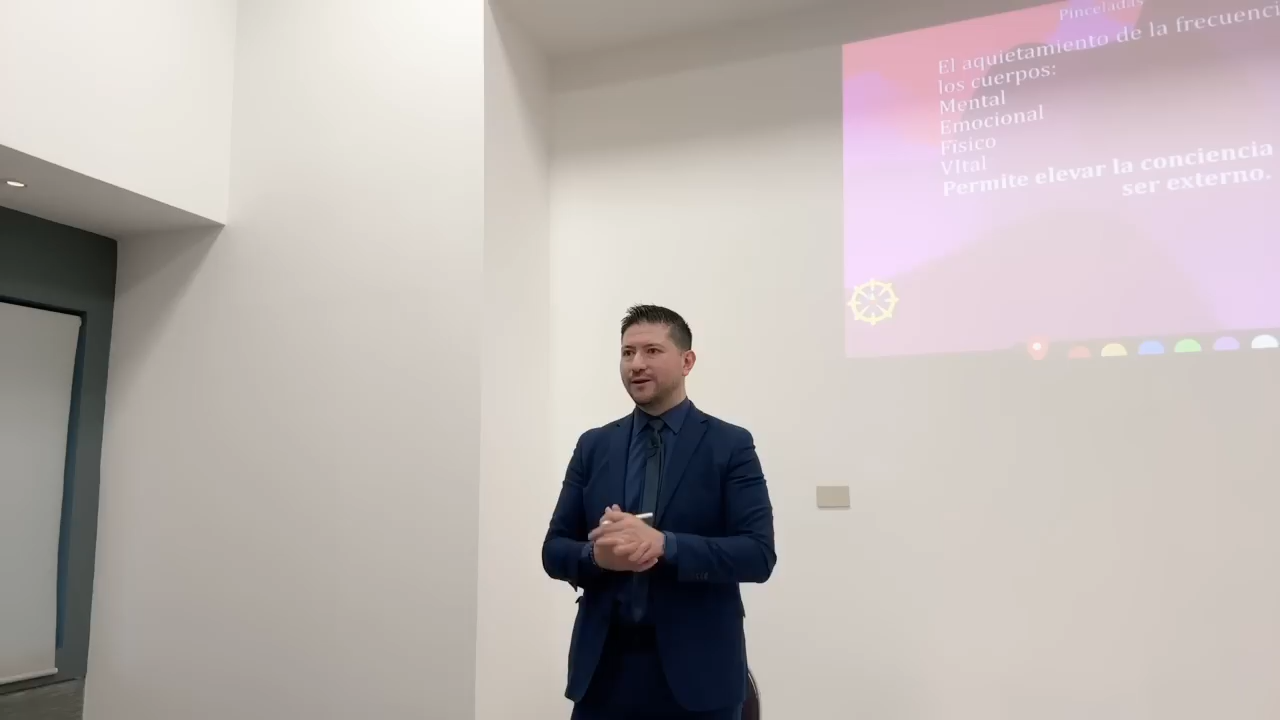 Pinceladas
El aquietamiento de la frecuenci
los cuerpos:
Mental
Emocional
Físico
VItal
Permite elevar la conciencia
ser externo.